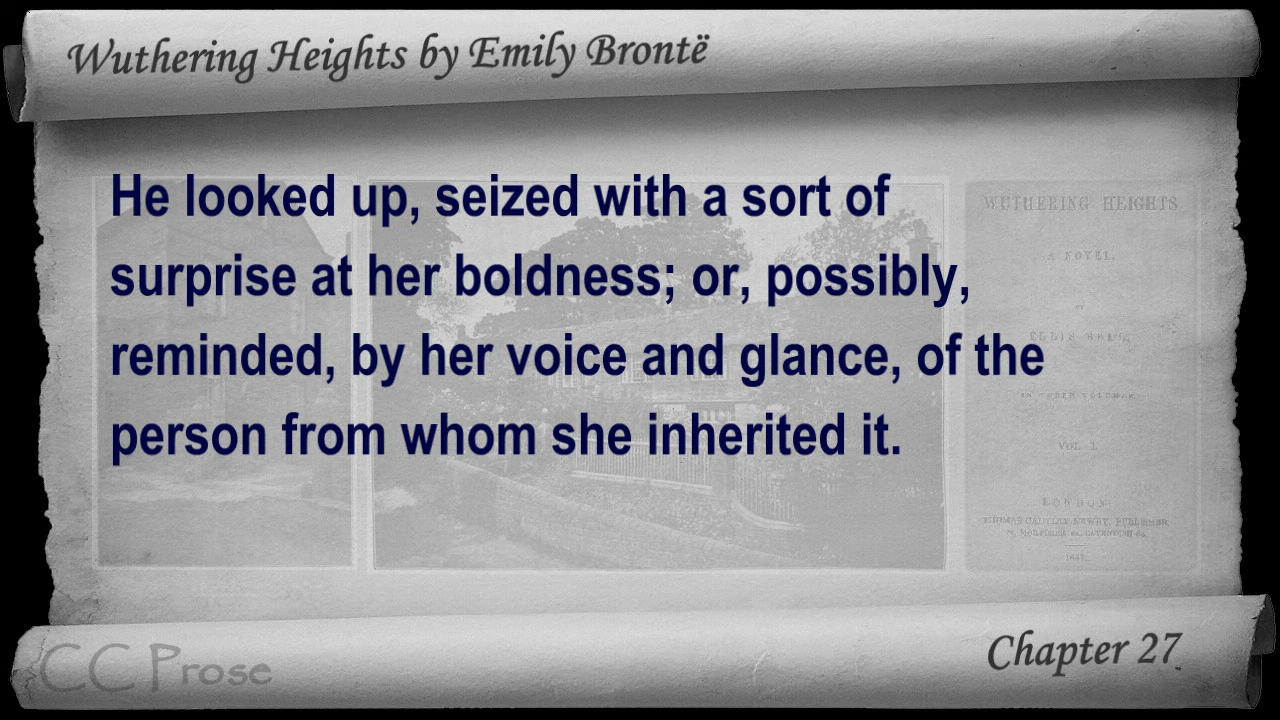 Wuthering Heights by Emily Brontë
He looked up, seized with a sort of
surprise at her boldness; or, possibly,
reminded, by her voice and glance, of the
person from whom she inherited it.
WUTHERING HEIGHTS
A NOVEL,
VOL. I.
LONDON:
1847.
CC Prose
Chapter 27